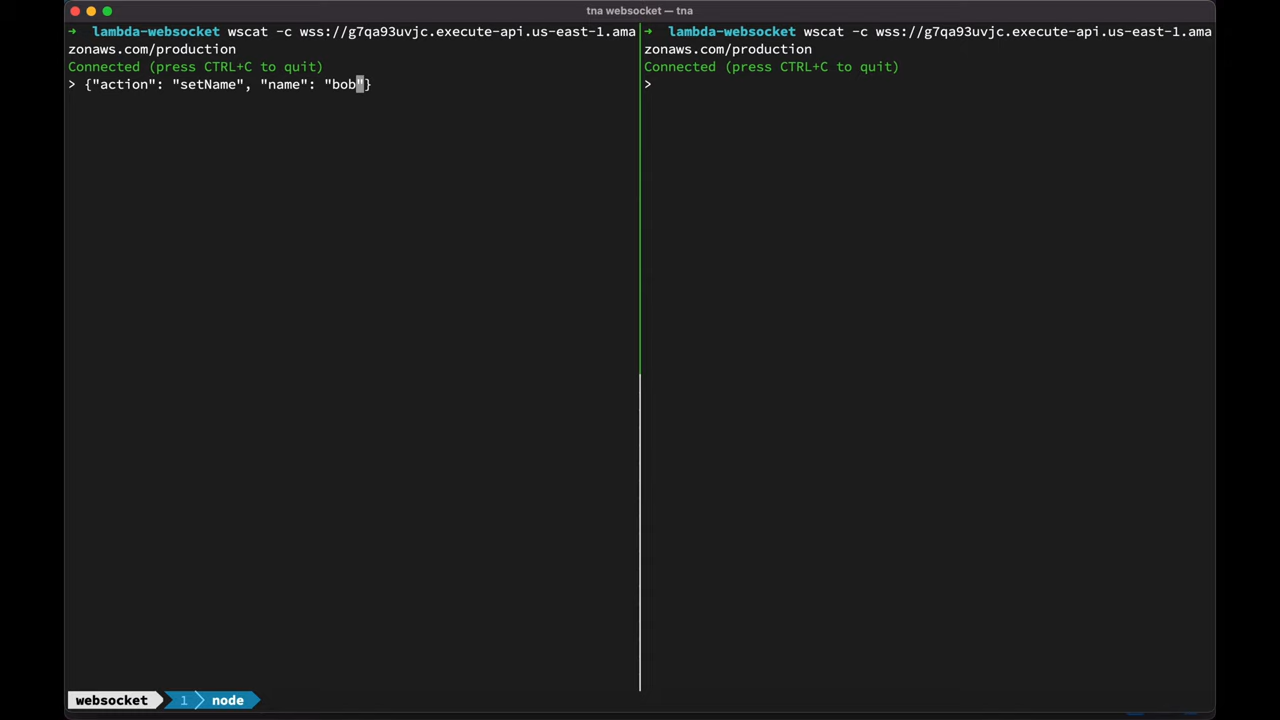 tna websocket — tna
➜ lambda-websocket wscat -c wss://g7qa93uvjc.execute-api.us-east-1.ama
zonaws.com/production
Connected (press CTRL+C to quit)
> {"action": "setName", "name": "bob"}
➜ lambda-websocket wscat -c wss://g7qa93uvjc.execute-api.us-east-1.ama
zonaws.com/production
Connected (press CTRL+C to quit)
>
websocket 1 node